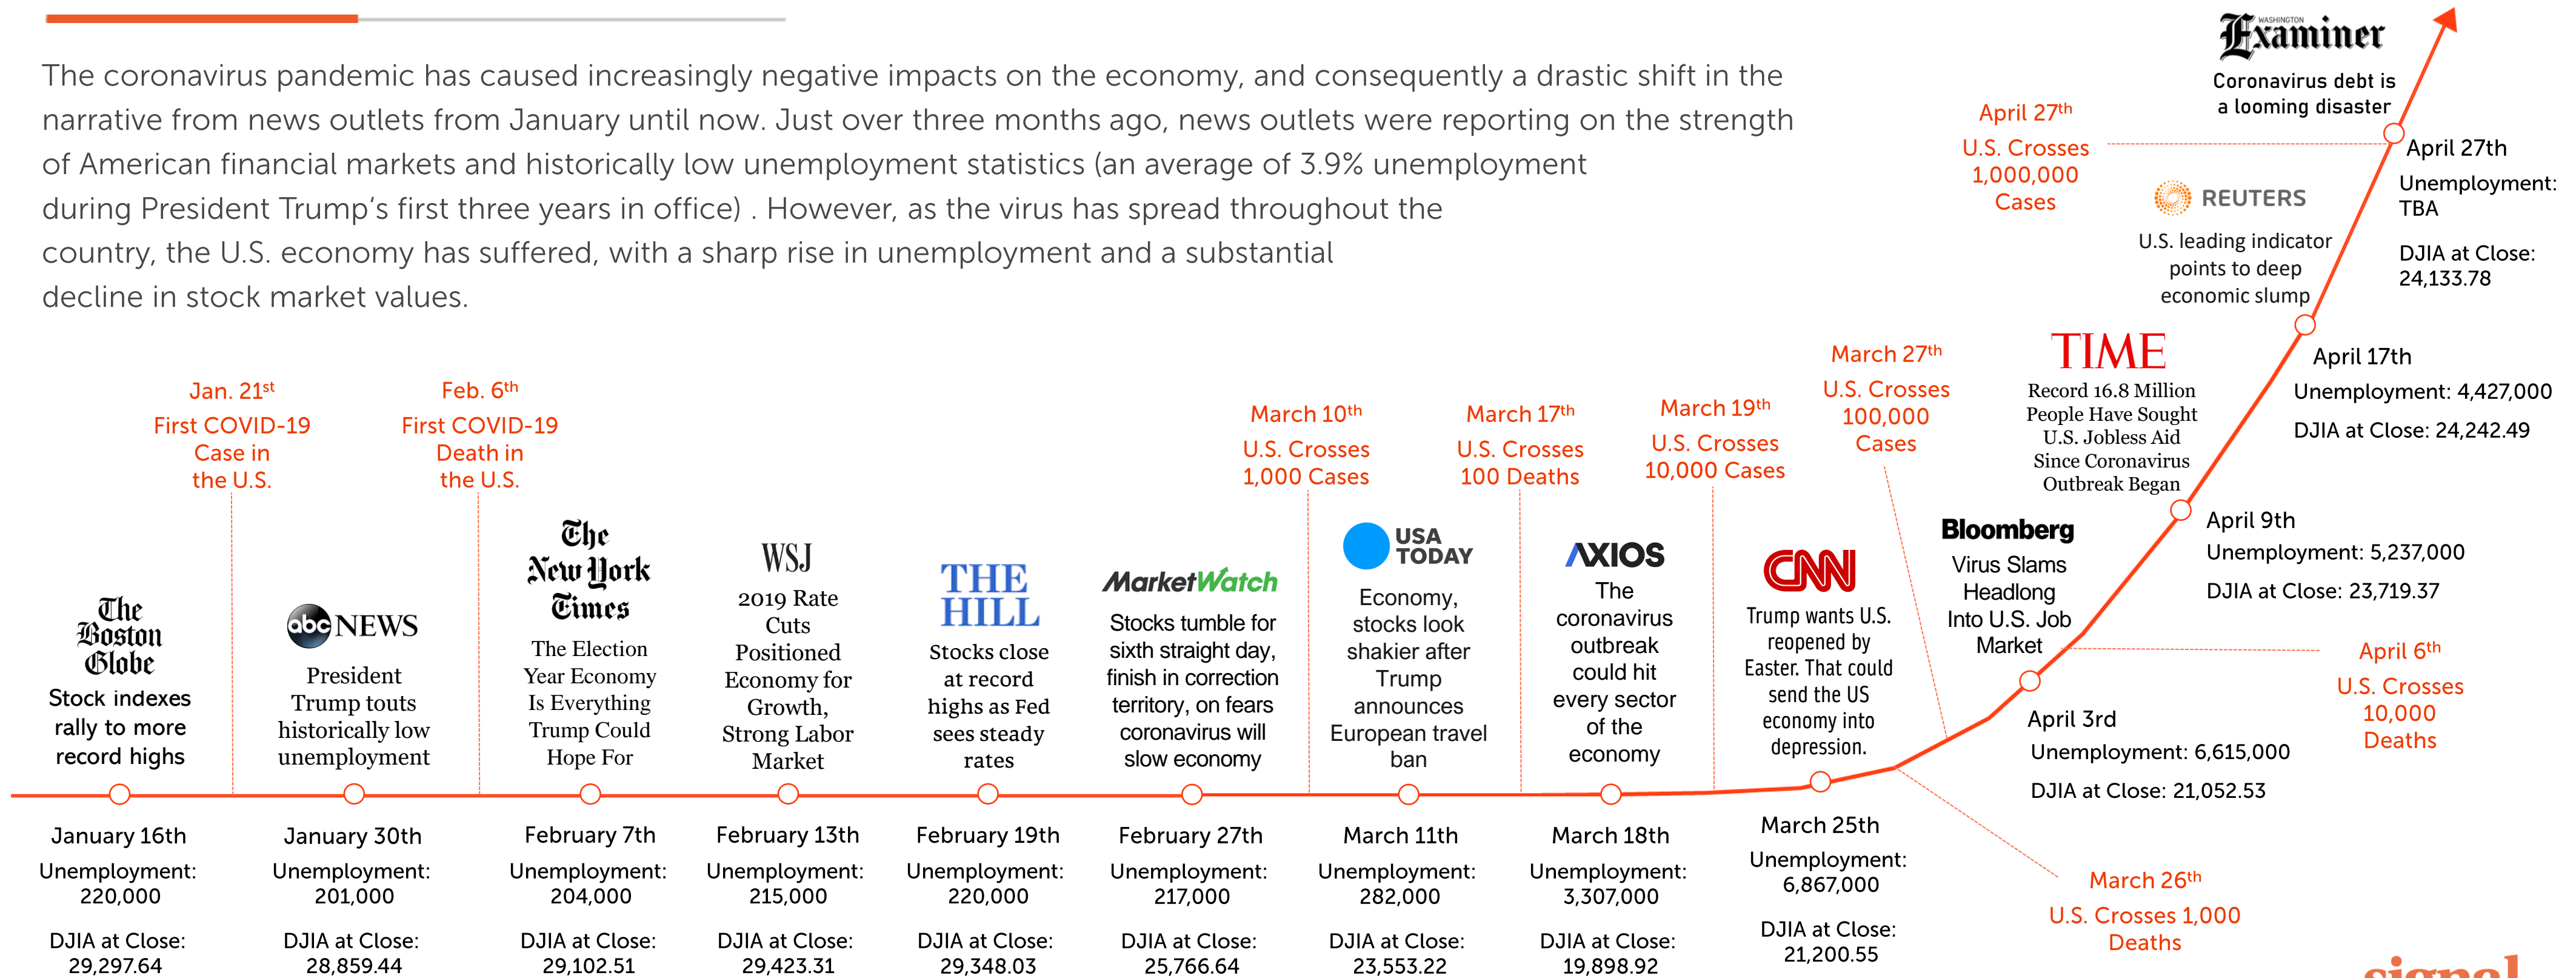 The coronavirus pandemic has caused increasingly negative impacts on the economy, and consequently a drastic shift in the
narrative from news outlets from January until now. Just over three months ago, news outlets were reporting on the strength
of American financial markets and historically low unemployment statistics (an average of 3.9% unemployment
during President Trump‘s first three years in office) . However, as the virus has spread throughout the
country, the U.S. economy has suffered, with a sharp rise in unemployment and a substantial
decline in stock market values.
Jan. 21st
First COVID-19
Case in
the U.S.
Feb. 6th
First COVID-19
Death in
the U.S.
March 10th
U.S. Crosses
1,000 Cases
March 17th
U.S. Crosses
100 Deaths
March 19th
U.S. Crosses
10,000 Cases
March 27th
U.S. Crosses
100,000
Cases
April 27th
U.S. Crosses
1,000,000
Cases
The
Boston
Globe
Stock indexes
rally to more
record highs
January 16th
Unemployment:
220,000
DJIA at Close:
29,297.64
abc NEWS
President
Trump touts
historically low
unemployment
January 30th
Unemployment:
201,000
DJIA at Close:
28,859.44
The
New York
Times
The Election
Year Economy
Is Everything
Trump Could
Hope For
February 7th
Unemployment:
204,000
DJIA at Close:
29,102.51
WSJ
2019 Rate
Cuts
Positioned
Economy for
Growth,
Strong Labor
Market
February 13th
Unemployment:
215,000
DJIA at Close:
29,423.31
THE
HILL
Stocks close
at record
highs as Fed
sees steady
rates
February 19th
Unemployment:
220,000
DJIA at Close:
29,348.03
MarketWatch
Stocks tumble for
sixth straight day,
finish in correction
territory, on fears
coronavirus will
slow economy
February 27th
Unemployment:
217,000
DJIA at Close:
25,766.64
USA
TODAY
Economy,
stocks look
shakier after
Trump
announces
European travel
ban
March 11th
Unemployment:
282,000
DJIA at Close:
23,553.22
AXIOS
The
coronavirus
outbreak
could hit
every sector
of the
economy
March 18th
Unemployment:
3,307,000
DJIA at Close:
19,898.92
CNN
Trump wants U.S.
reopened by
Easter. That could
send the US
economy into
depression.
March 25th
Unemployment:
6,867,000
DJIA at Close:
21,200.55
March 26th
U.S. Crosses 1,000
Deaths
Bloomberg
Virus Slams
Headlong
Into U.S. Job
Market
April 3rd
Unemployment: 6,615,000
DJIA at Close: 21,052.53
April 6th
U.S. Crosses
10,000
Deaths
TIME
Record 16.8 Million
People Have Sought
U.S. Jobless Aid
Since Coronavirus
Outbreak Began
April 9th
Unemployment: 5,237,000
DJIA at Close: 23,719.37
REUTERS
U.S. leading indicator
points to deep
economic slump
April 17th
Unemployment: 4,427,000
DJIA at Close: 24,242.49
WASHINGTON
Examiner
Coronavirus debt is
a looming disaster
April 27th
Unemployment:
TBA
DJIA at Close:
24,133.78
signal